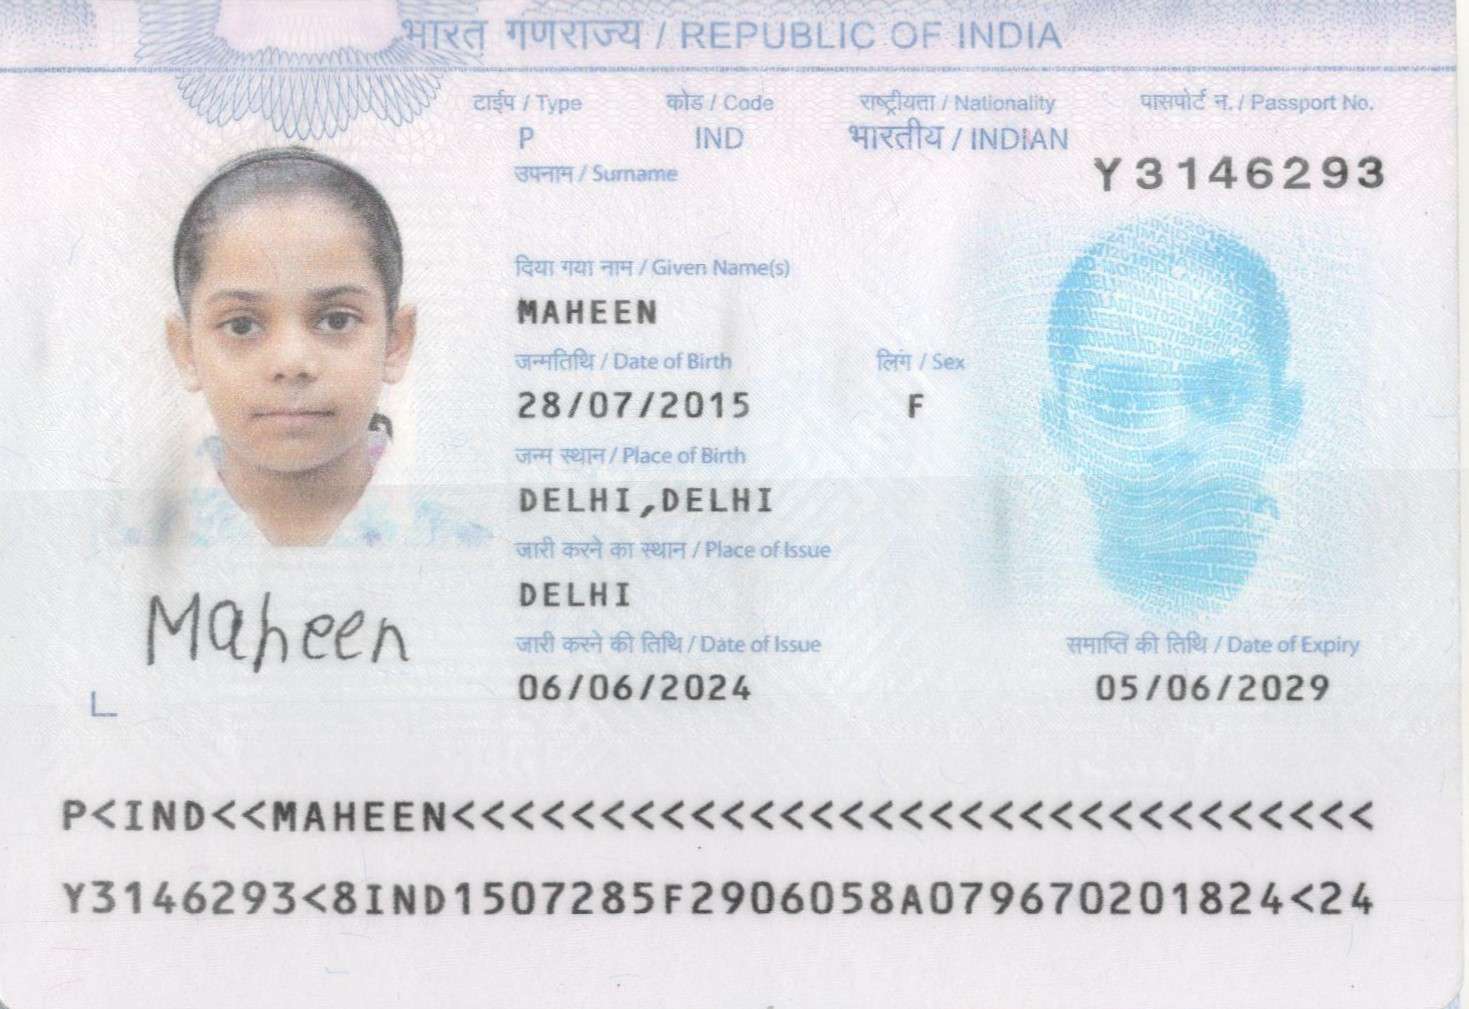 भारत गणराज्य / REPUBLIC OF INDIA
टाईप / Type कोड / Code राष्ट्रीयता / Nationality पासपोर्ट न. / Passport No.
P IND भारतीय / INDIAN Y3146293
उपनाम / Surname
दिया गया नाम / Given Name(s)
MAHEEN
जन्मतिथि / Date of Birth लिंग / Sex
28/07/2015 F
जन्म स्थान / Place of Birth
DELHI,DELHI
जारी करने का स्थान / Place of Issue
DELHI
Maheen
जारी करने की तिथि / Date of Issue समाप्ति की तिथि / Date of Expiry
06/06/2024 05/06/2029
P<IND<<MAHEEN<<<<<<<<<<<<<<<<<<<<<<<<<<<<<<<
Y3146293<8IND1507285F2906058A079670201824<24